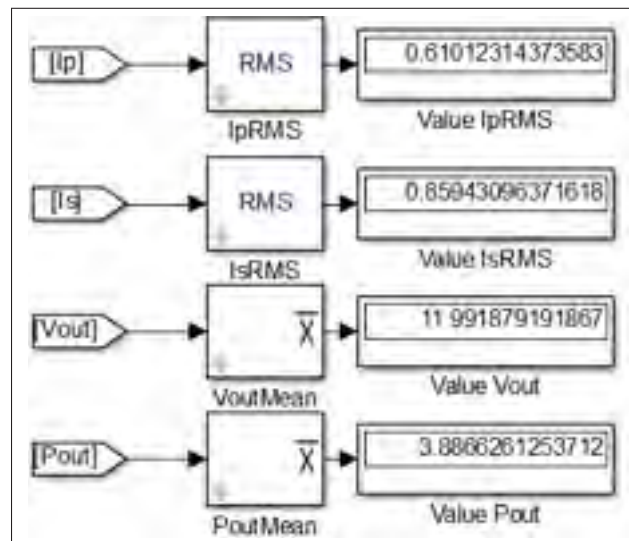 [Ip]
RMS
0.61012314373583
IpRMS
Value IpRMS
[Is]
RMS
0.85943096371618
IsRMS
Value IsRMS
[Vout]
X
11 991879191867
VoutMean
Value Vout
[Pout]
X
3.8866261253712
PoutMean
Value Pout